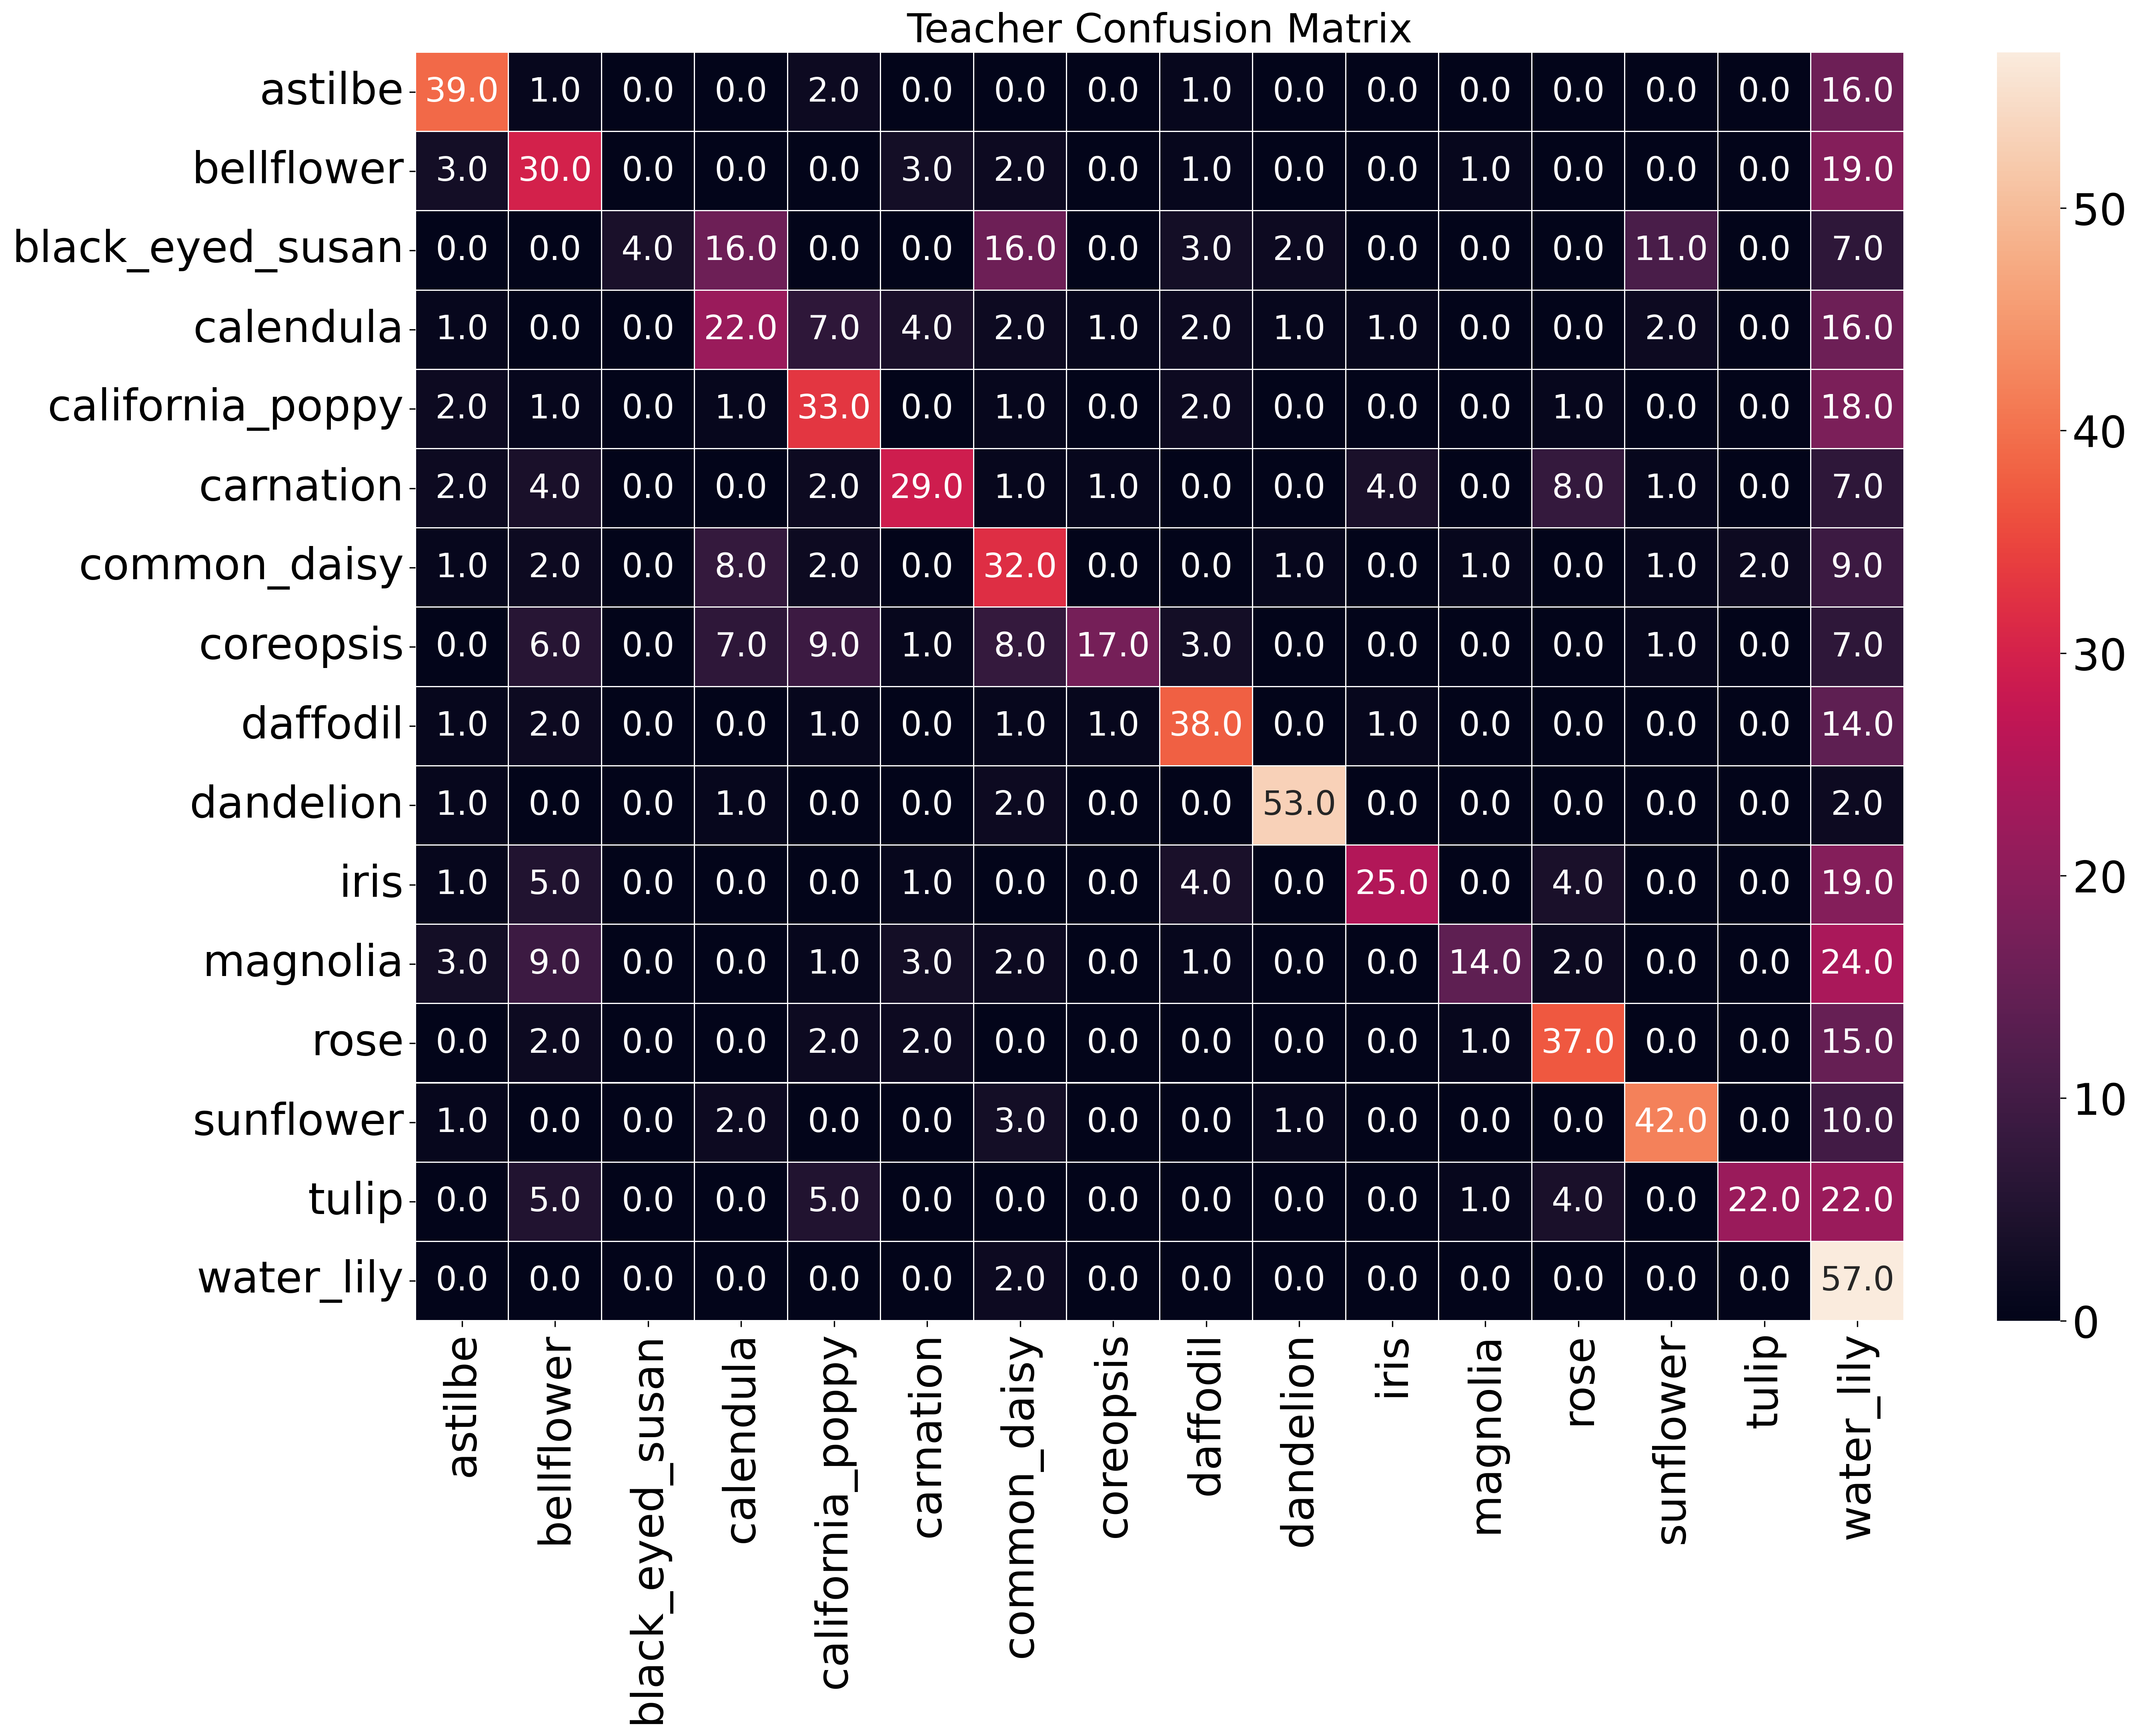 Teacher Confusion Matrix
astilbe 39.0 1.0 0.0 0.0 2.0 0.0 0.0 0.0 1.0 0.0 0.0 0.0 0.0 0.0 0.0 16.0
bellflower 3.0 30.0 0.0 0.0 0.0 3.0 2.0 0.0 1.0 0.0 0.0 1.0 0.0 0.0 0.0 19.0
black_eyed_susan 0.0 0.0 4.0 16.0 0.0 0.0 16.0 0.0 3.0 2.0 0.0 0.0 0.0 11.0 0.0 7.0
calendula 1.0 0.0 0.0 22.0 7.0 4.0 2.0 1.0 2.0 1.0 1.0 0.0 0.0 2.0 0.0 16.0
california_poppy 2.0 1.0 0.0 1.0 33.0 0.0 1.0 0.0 2.0 0.0 0.0 0.0 1.0 0.0 0.0 18.0
carnation 2.0 4.0 0.0 0.0 2.0 29.0 1.0 1.0 0.0 0.0 4.0 0.0 8.0 1.0 0.0 7.0
common_daisy 1.0 2.0 0.0 8.0 2.0 0.0 32.0 0.0 0.0 1.0 0.0 1.0 0.0 1.0 2.0 9.0
coreopsis 0.0 6.0 0.0 7.0 9.0 1.0 8.0 17.0 3.0 0.0 0.0 0.0 0.0 1.0 0.0 7.0
daffodil 1.0 2.0 0.0 0.0 1.0 0.0 1.0 1.0 38.0 0.0 1.0 0.0 0.0 0.0 0.0 14.0
dandelion 1.0 0.0 0.0 1.0 0.0 0.0 2.0 0.0 0.0 53.0 0.0 0.0 0.0 0.0 0.0 2.0
iris 1.0 5.0 0.0 0.0 0.0 1.0 0.0 0.0 4.0 0.0 25.0 0.0 4.0 0.0 0.0 19.0
magnolia 3.0 9.0 0.0 0.0 1.0 3.0 2.0 0.0 1.0 0.0 0.0 14.0 2.0 0.0 0.0 24.0
rose 0.0 2.0 0.0 0.0 2.0 2.0 0.0 0.0 0.0 0.0 0.0 1.0 37.0 0.0 0.0 15.0
sunflower 1.0 0.0 0.0 2.0 0.0 0.0 3.0 0.0 0.0 1.0 0.0 0.0 0.0 42.0 0.0 10.0
tulip 0.0 5.0 0.0 0.0 5.0 0.0 0.0 0.0 0.0 0.0 0.0 1.0 4.0 0.0 22.0 22.0
water_lily 0.0 0.0 0.0 0.0 0.0 0.0 2.0 0.0 0.0 0.0 0.0 0.0 0.0 0.0 0.0 57.0
astilbe
bellflower
black_eyed_susan
calendula
california_poppy
carnation
common_daisy
coreopsis
daffodil
dandelion
iris
magnolia
rose
sunflower
tulip
water_lily
50
40
30
20
10
0